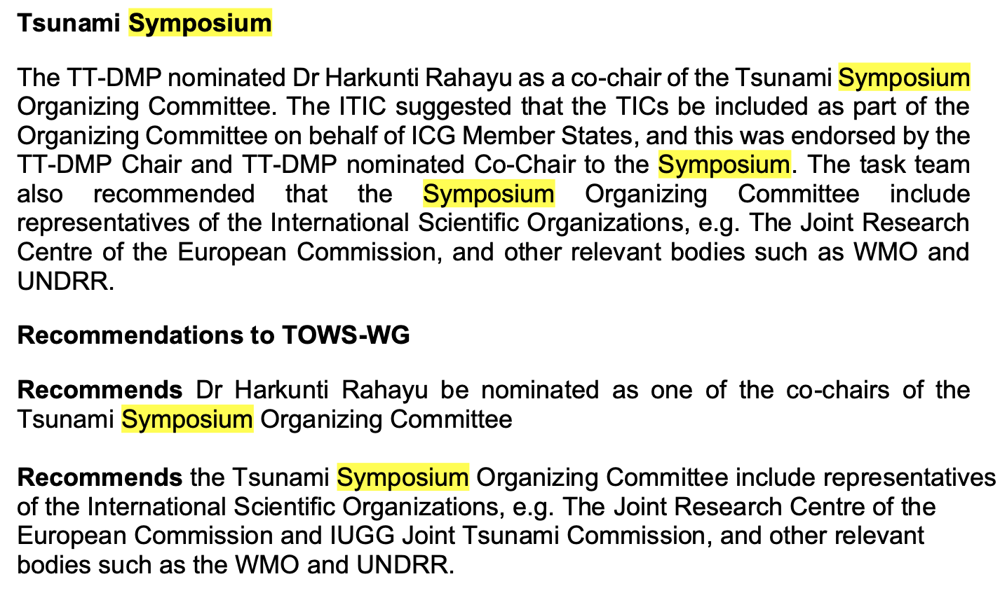 Tsunami Symposium
The TT-DMP nominated Dr Harkunti Rahayu as a co-chair of the Tsunami Symposium
Organizing Committee. The ITIC suggested that the TICs be included as part of the
Organizing Committee on behalf of ICG Member States, and this was endorsed by the
TT-DMP Chair and TT-DMP nominated Co-Chair to the Symposium. The task team
also recommended that the Symposium Organizing Committee include
representatives of the International Scientific Organizations, e.g. The Joint Research
Centre of the European Commission, and other relevant bodies such as WMO and
UNDRR.
Recommendations to TOWS-WG
Recommends Dr Harkunti Rahayu be nominated as one of the co-chairs of the
Tsunami Symposium Organizing Committee
Recommends the Tsunami Symposium Organizing Committee include representatives
of the International Scientific Organizations, e.g. The Joint Research Centre of the
European Commission and IUGG Joint Tsunami Commission, and other relevant
bodies such as the WMO and UNDRR.